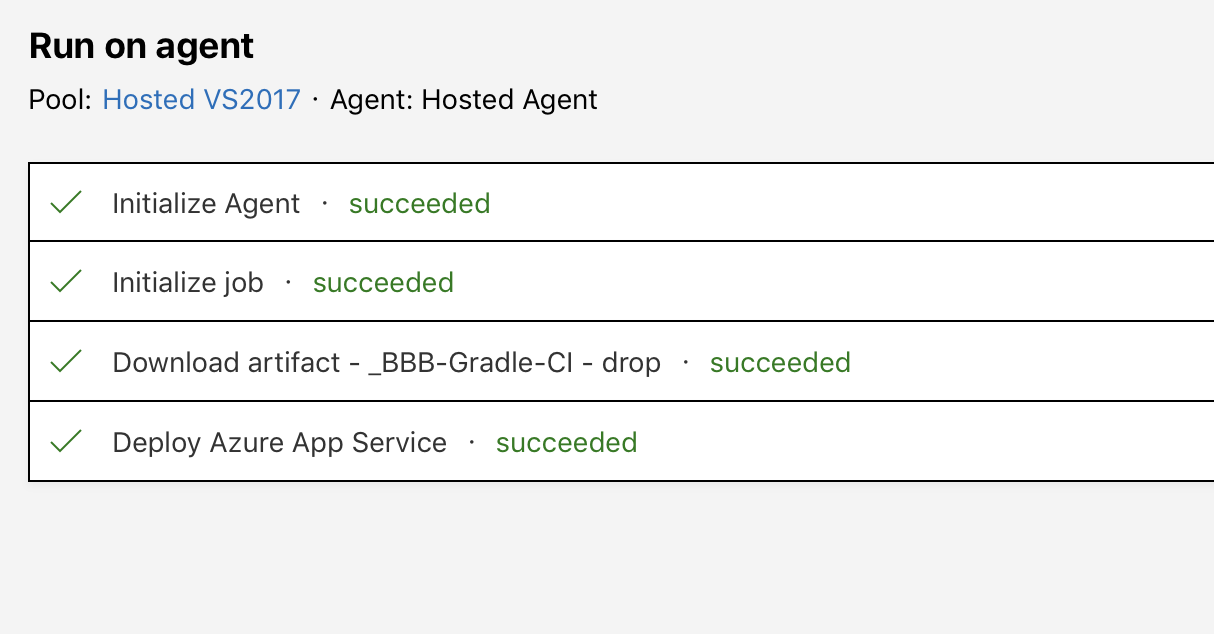 Run on agent
Pool: Hosted VS2017 · Agent: Hosted Agent
Initialize Agent · succeeded
Initialize job · succeeded
Download artifact - _BBB-Gradle-CI - drop · succeeded
Deploy Azure App Service · succeeded